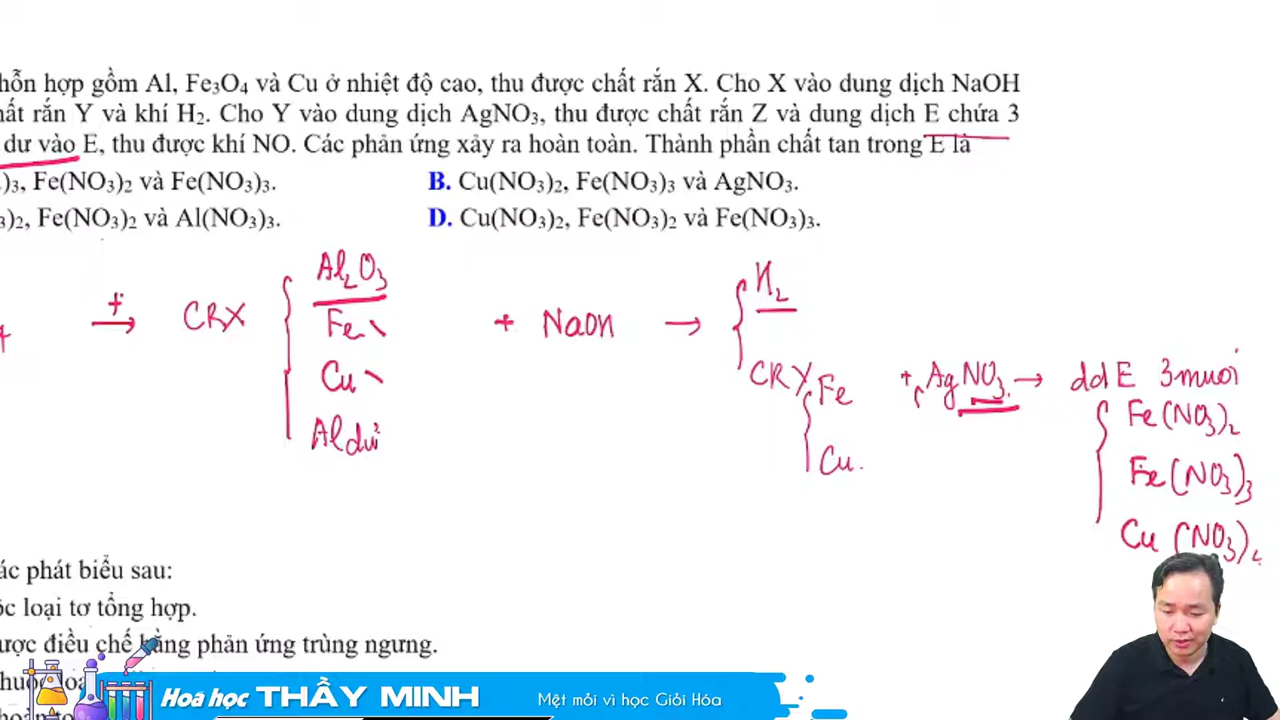 hỗn hợp gồm Al, Fe₃O₄ và Cu ở nhiệt độ cao, thu được chất rắn X. Cho X vào dung dịch NaOH
hất rắn Y và khí H₂. Cho Y vào dung dịch AgNO₃, thu được chất rắn Z và dung dịch E chứa 3
dư vào E, thu được khí NO. Các phản ứng xảy ra hoàn toàn. Thành phần chất tan trong E là
)₃, Fe(NO₃)₂ và Fe(NO₃)₃.
B. Cu(NO₃)₂, Fe(NO₃)₃ và AgNO₃.
₃)₂, Fe(NO₃)₂ và Al(NO₃)₃.
D. Cu(NO₃)₂, Fe(NO₃)₂ và Fe(NO₃)₃.
CRX
Al₂O₃
Fe
Cu
Al dư
+ NaOH →
H₂
CRY
Fe
Cu
+ AgNO₃ → dd E 3 muối
Fe(NO₃)₂
Fe(NO₃)₃
Cu(NO₃)₂
ác phát biểu sau:
ộc loại tơ tổng hợp.
ược điều chế bằng phản ứng trùng ngưng.
Hoá học THẦY MINH
Mệt mỏi vì học Giỏi Hóa